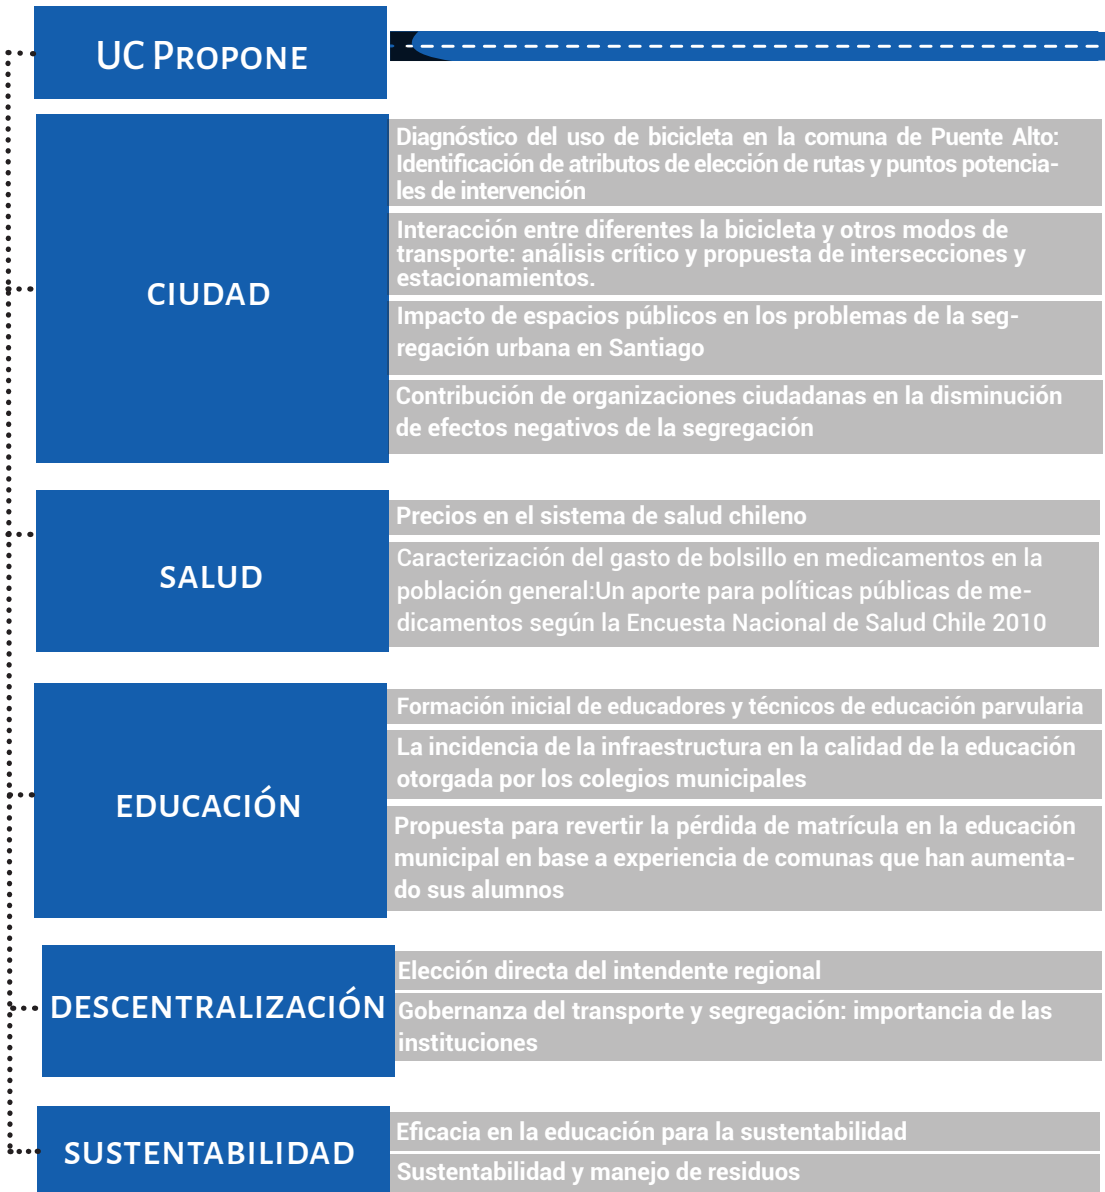 UC Propone
CIUDAD
Diagnóstico del uso de bicicleta en la comuna de Puente Alto:
Identificación de atributos de elección de rutas y puntos potencia-
les de intervención
Interacción entre diferentes la bicicleta y otros modos de
transporte: análisis crítico y propuesta de intersecciones y
estacionamientos.
Impacto de espacios públicos en los problemas de la seg-
regación urbana en Santiago
Contribución de organizaciones ciudadanas en la disminución
de efectos negativos de la segregación
SALUD
Precios en el sistema de salud chileno
Caracterización del gasto de bolsillo en medicamentos en la
población general:Un aporte para políticas públicas de me-
dicamentos según la Encuesta Nacional de Salud Chile 2010
EDUCACIÓN
Formación inicial de educadores y técnicos de educación parvularia
La incidencia de la infraestructura en la calidad de la educación
otorgada por los colegios municipales
Propuesta para revertir la pérdida de matrícula en la educación
municipal en base a experiencia de comunas que han aumenta-
do sus alumnos
DESCENTRALIZACIÓN
Elección directa del intendente regional
Gobernanza del transporte y segregación: importancia de las
instituciones
SUSTENTABILIDAD
Eficacia en la educación para la sustentabilidad
Sustentabilidad y manejo de residuos